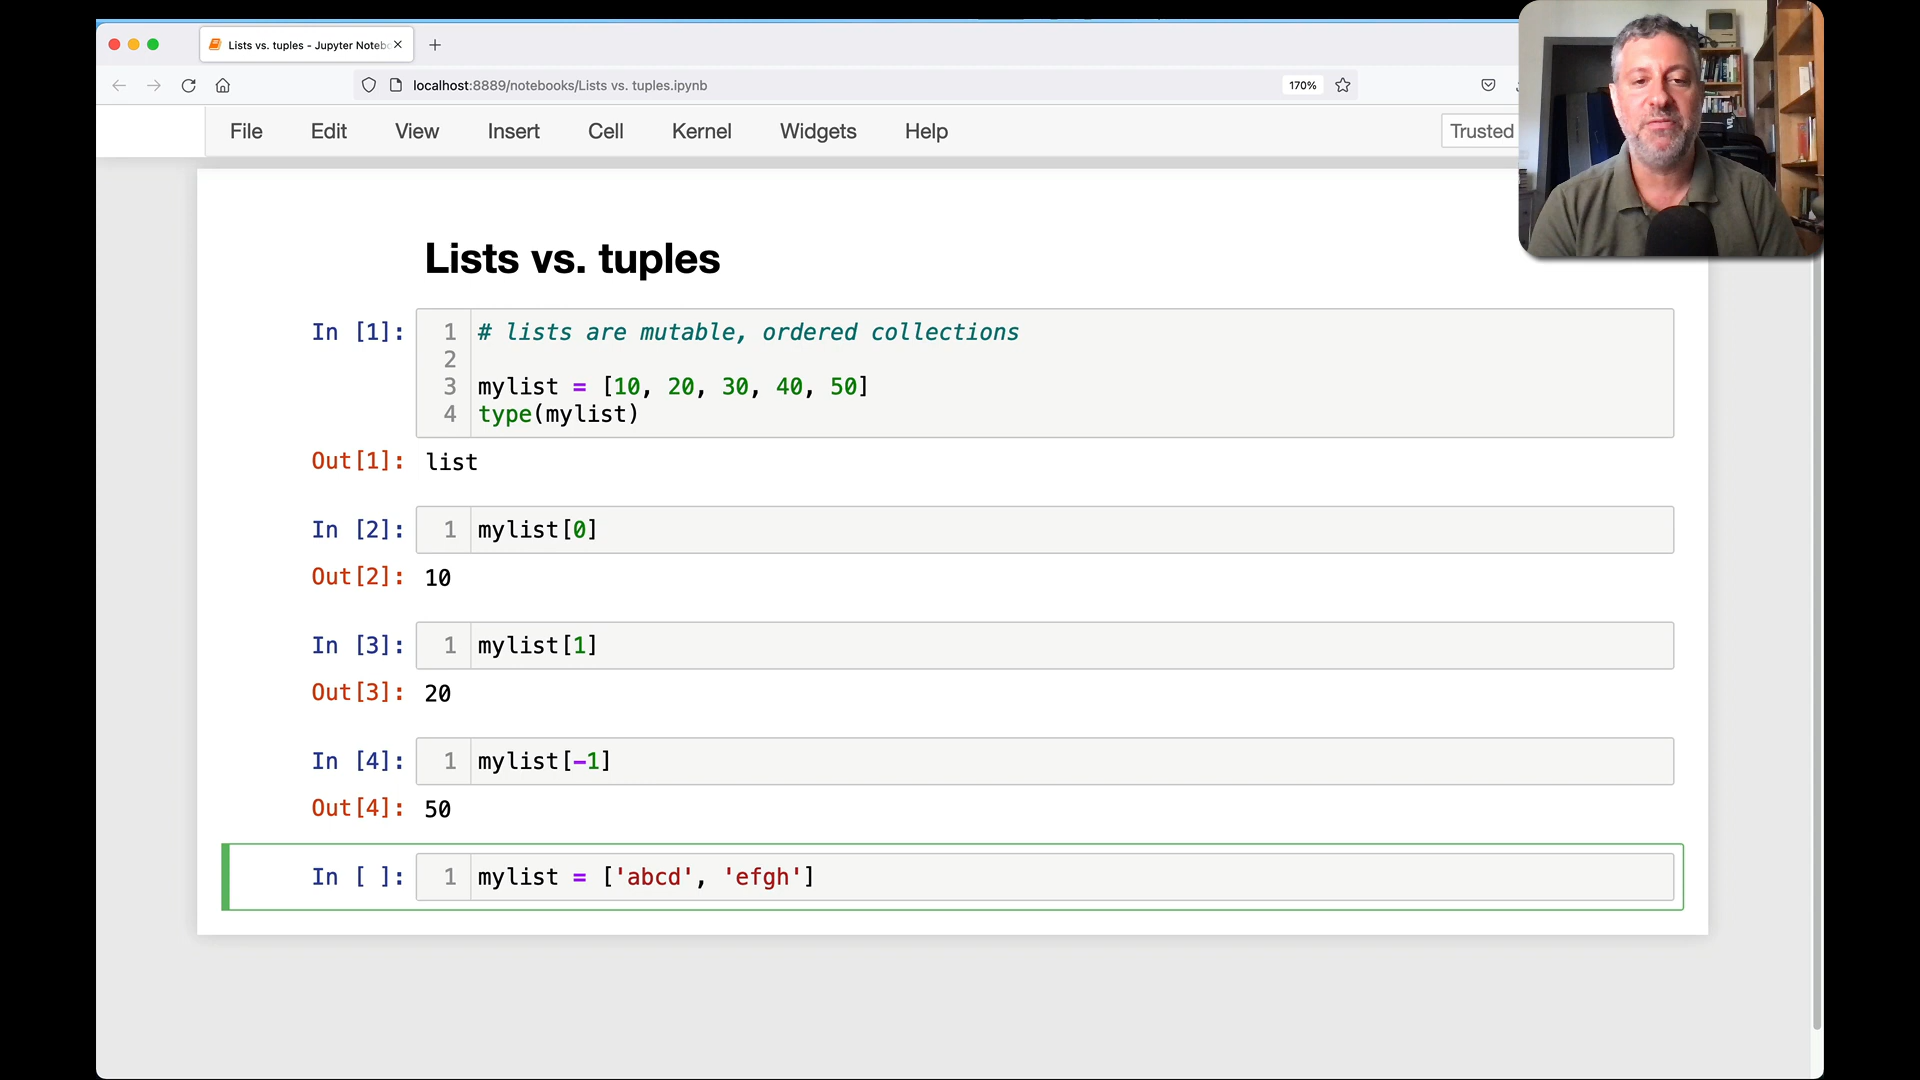 Lists vs. tuples - Jupyter Noteb
localhost:8889/notebooks/Lists vs. tuples.ipynb
170%
File Edit View Insert Cell Kernel Widgets Help
Trusted
Lists vs. tuples
In [1]:
1 # lists are mutable, ordered collections
2
3 mylist = [10, 20, 30, 40, 50]
4 type(mylist)
Out[1]: list
In [2]: 1 mylist[0]
Out[2]: 10
In [3]: 1 mylist[1]
Out[3]: 20
In [4]: 1 mylist[-1]
Out[4]: 50
In [ ]: 1 mylist = ['abcd', 'efgh']